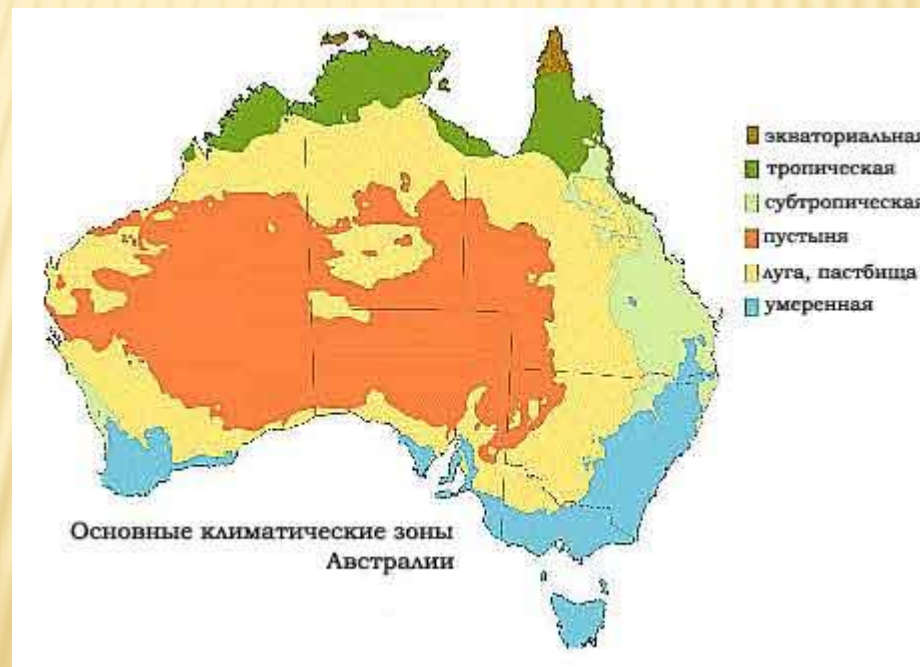 экваториальная
тропическая
субтропическая
пустыня
луга, пастбища
умеренная
Основные климатические зоны
Австралии